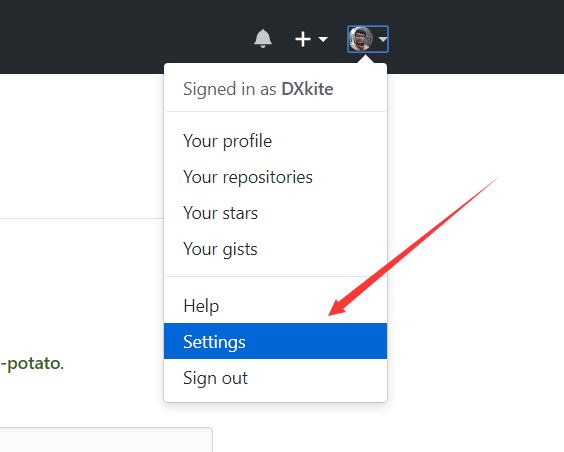 Signed in as DXkite
Your profile
Your repositories
Your stars
Your gists
Help
Settings
-potato.
Sign out